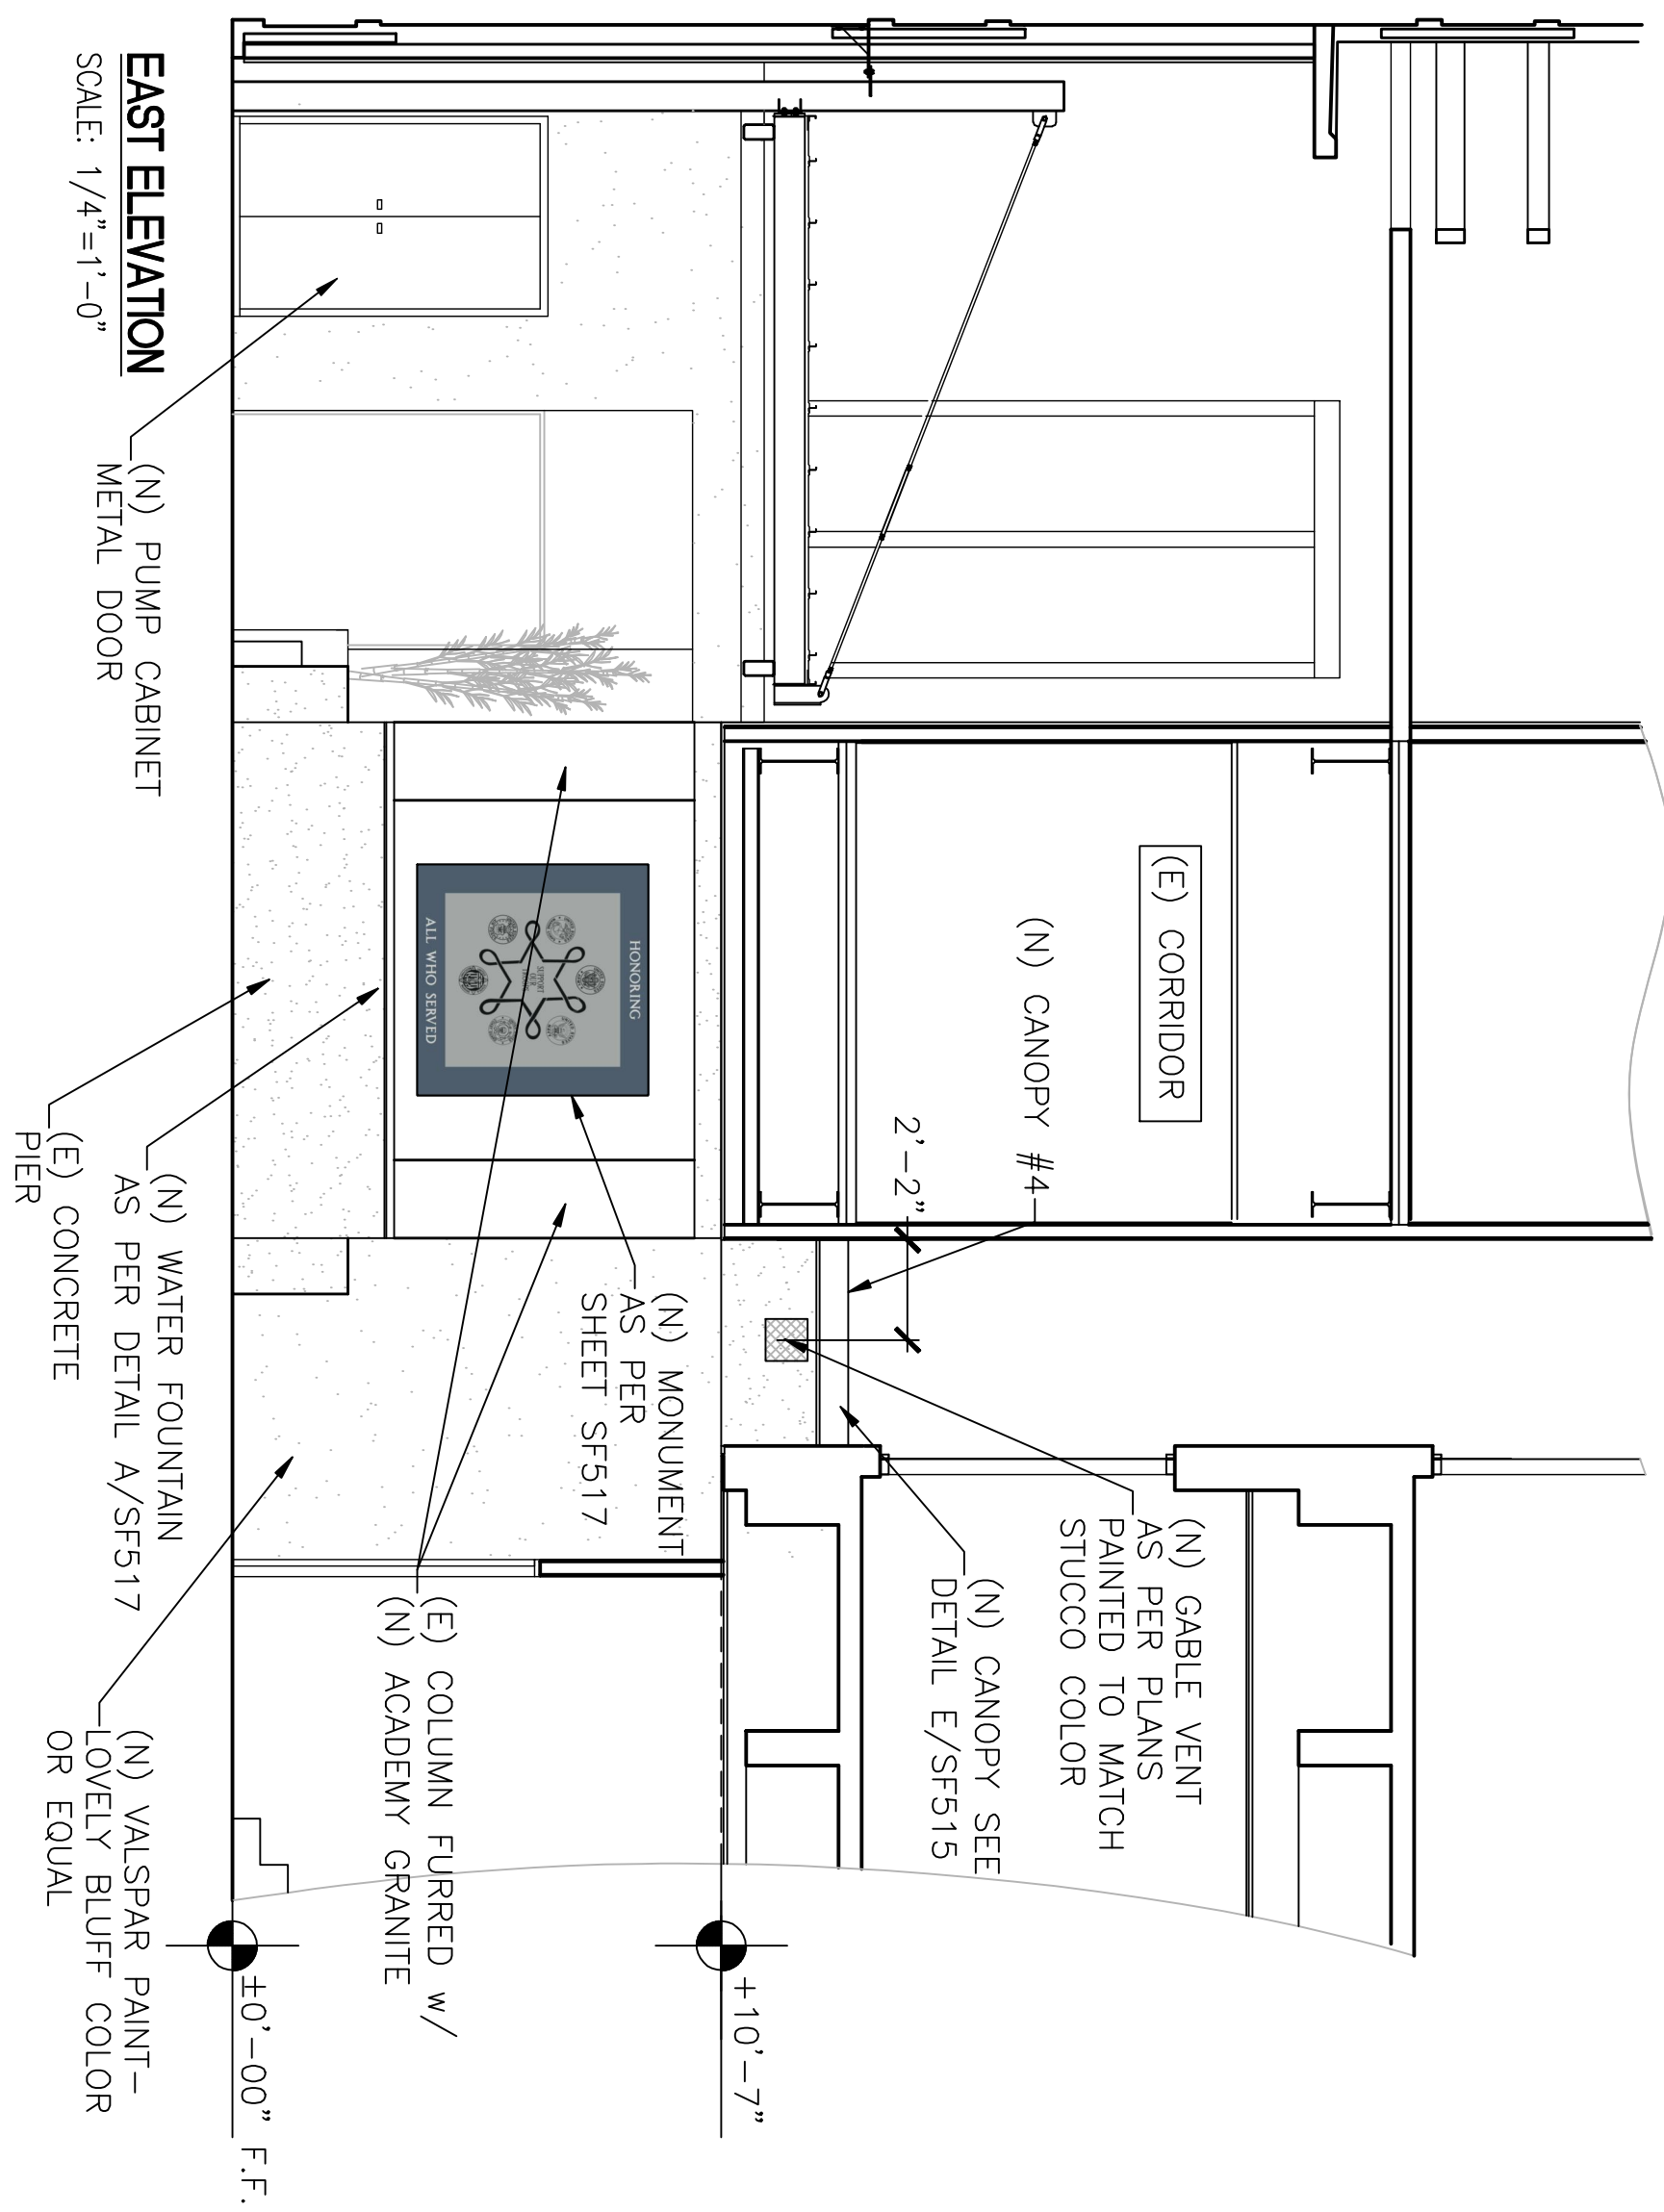 (E) CORRIDOR
(N) CANOPY #4
2'-2"
(N) GABLE VENT
AS PER PLANS
PAINTED TO MATCH
STUCCO COLOR
(N) CANOPY SEE
DETAIL E/SF515
+10'-7"
HONORING
SUPPORT
OUR
ALL WHO SERVED
(N) MONUMENT
AS PER
SHEET SF517
(E) COLUMN FURRED w/
(N) ACADEMY GRANITE
±0'-00" F.F.
(N) PUMP CABINET
METAL DOOR
(N) WATER FOUNTAIN
AS PER DETAIL A/SF517
(E) CONCRETE
PIER
(N) VALSPAR PAINT-
LOVELY BLUFF COLOR
OR EQUAL
EAST ELEVATION
SCALE: 1/4"=1'-0"